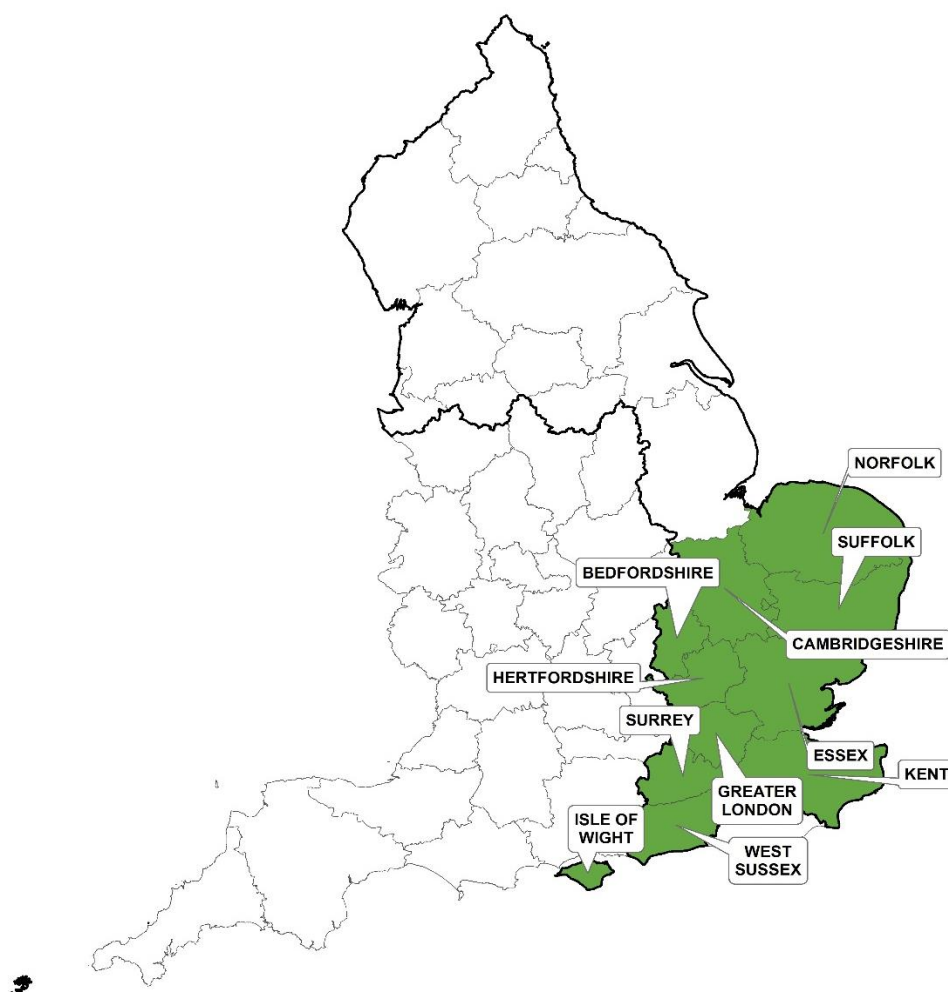 NORFOLK
SUFFOLK
BEDFORDSHIRE
CAMBRIDGESHIRE
HERTFORDSHIRE
SURREY
ESSEX
KENT
GREATER
LONDON
ISLE OF
WIGHT
WEST
SUSSEX